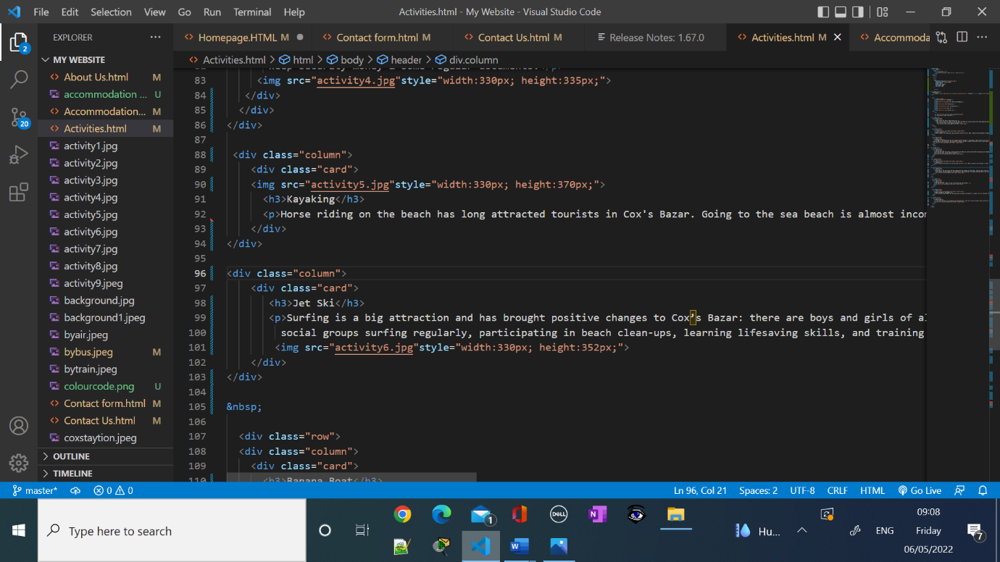 File Edit Selection View Go Run Terminal Help Activities.html - My Website - Visual Studio Code
EXPLORER
Homepage.HTML M Contact form.html M Contact Us.html M Release Notes: 1.67.0 Activities.html M Accommoda
Activities.html > html > body > header > div.column
2
20
MY WEBSITE
About Us.html M
accommodation ... U
Accommodation... M
Activities.html M
activity1.jpg
activity2.jpg
activity3.jpg
activity4.jpg
activity5.jpg
activity6.jpg
activity7.jpg
activity8.jpg
activity9.jpeg
background.jpg
background1.jpeg
byair.jpeg
bybus.jpeg M
bytrain.jpeg
colourcode.png U
Contact form.html M
Contact Us.html M
coxstaytion.jpeg
OUTLINE
TIMELINE
83 <img src="activity4.jpg"style="width:330px; height:335px;">
84 </div>
85 </div>
86 </div>
87
88 <div class="column">
89 <div class="card">
90 <img src="activity5.jpg"style="width:330px; height:370px;">
91 <h3>Kayaking</h3>
92 <p>Horse riding on the beach has long attracted tourists in Cox's Bazar. Going to the sea beach is almost incom
93 </div>
94 </div>
95
96 <div class="column">
97 <div class="card">
98 <h3>Jet Ski</h3>
99 <p>Surfing is a big attraction and has brought positive changes to Cox’s Bazar: there are boys and girls of al
100 social groups surfing regularly, participating in beach clean-ups, learning lifesaving skills, and training
101 <img src="activity6.jpg"style="width:330px; height:352px;">
102 </div>
103 </div>
104
105 &nbsp;
106
107 <div class="row">
108 <div class="column">
109 <div class="card">
110 <h3>Banana Boat</h3>
master* 0 0 Ln 96, Col 21 Spaces: 2 UTF-8 CRLF HTML Go Live
Type here to search
1
DELL
Hu...
ENG
09:08
Friday
06/05/2022
7